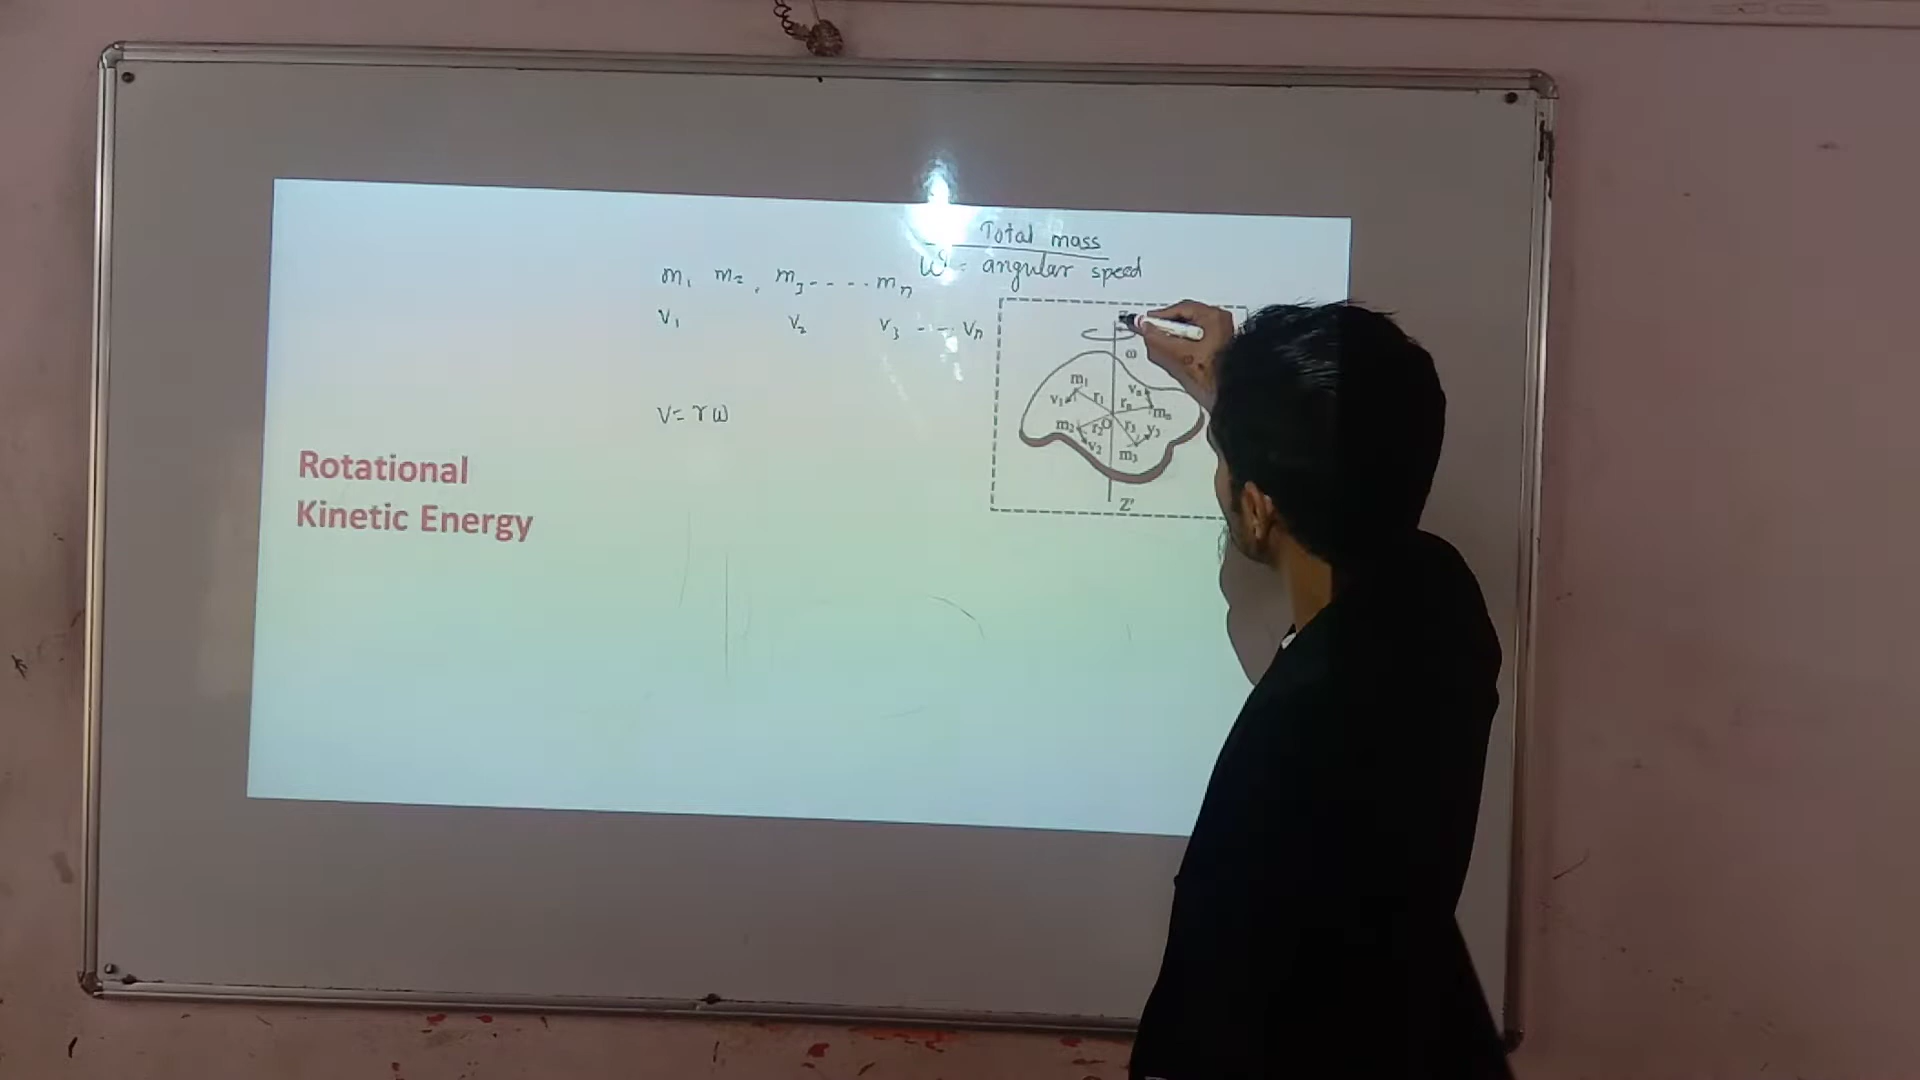 Total mass
ω = angular speed
m₁ m₂, m₃---- mₙ
v₁ v₂ v₃ ---- vₙ
v = rω
Rotational
Kinetic Energy
ω
m₁
v₁ r₁
vₙ
rₙ mₙ
m₂ r₂ O r₃ v₃
v₂ m₃
Z'